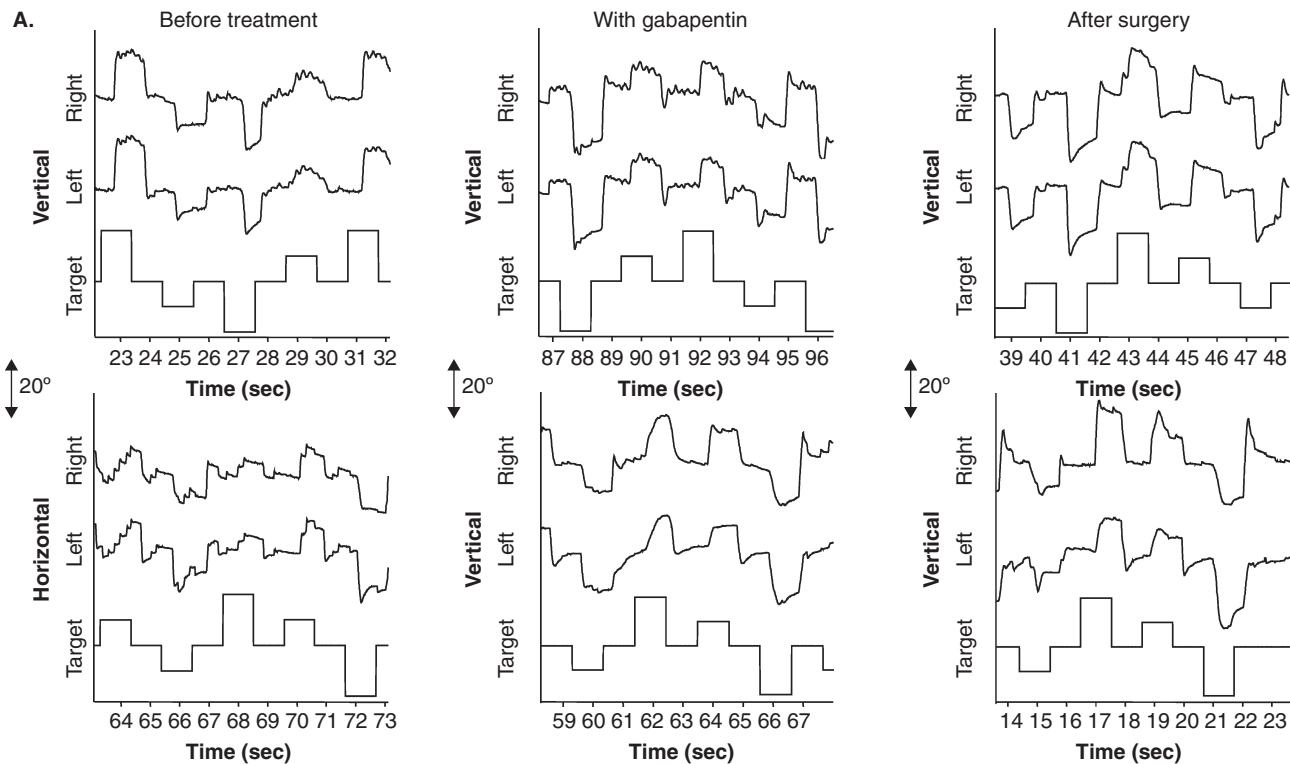 A.
Before treatment
With gabapentin
After surgery
Vertical
Right
Left
Target
23 24 25 26 27 28 29 30 31 32
Time (sec)
Vertical
Right
Left
Target
87 88 89 90 91 92 93 94 95 96
Time (sec)
Vertical
Right
Left
Target
39 40 41 42 43 44 45 46 47 48
Time (sec)
20º
20º
20º
Horizontal
Right
Left
Target
64 65 66 67 68 69 70 71 72 73
Time (sec)
Vertical
Right
Left
Target
59 60 61 62 63 64 65 66 67
Time (sec)
Vertical
Right
Left
Target
14 15 16 17 18 19 20 21 22 23
Time (sec)